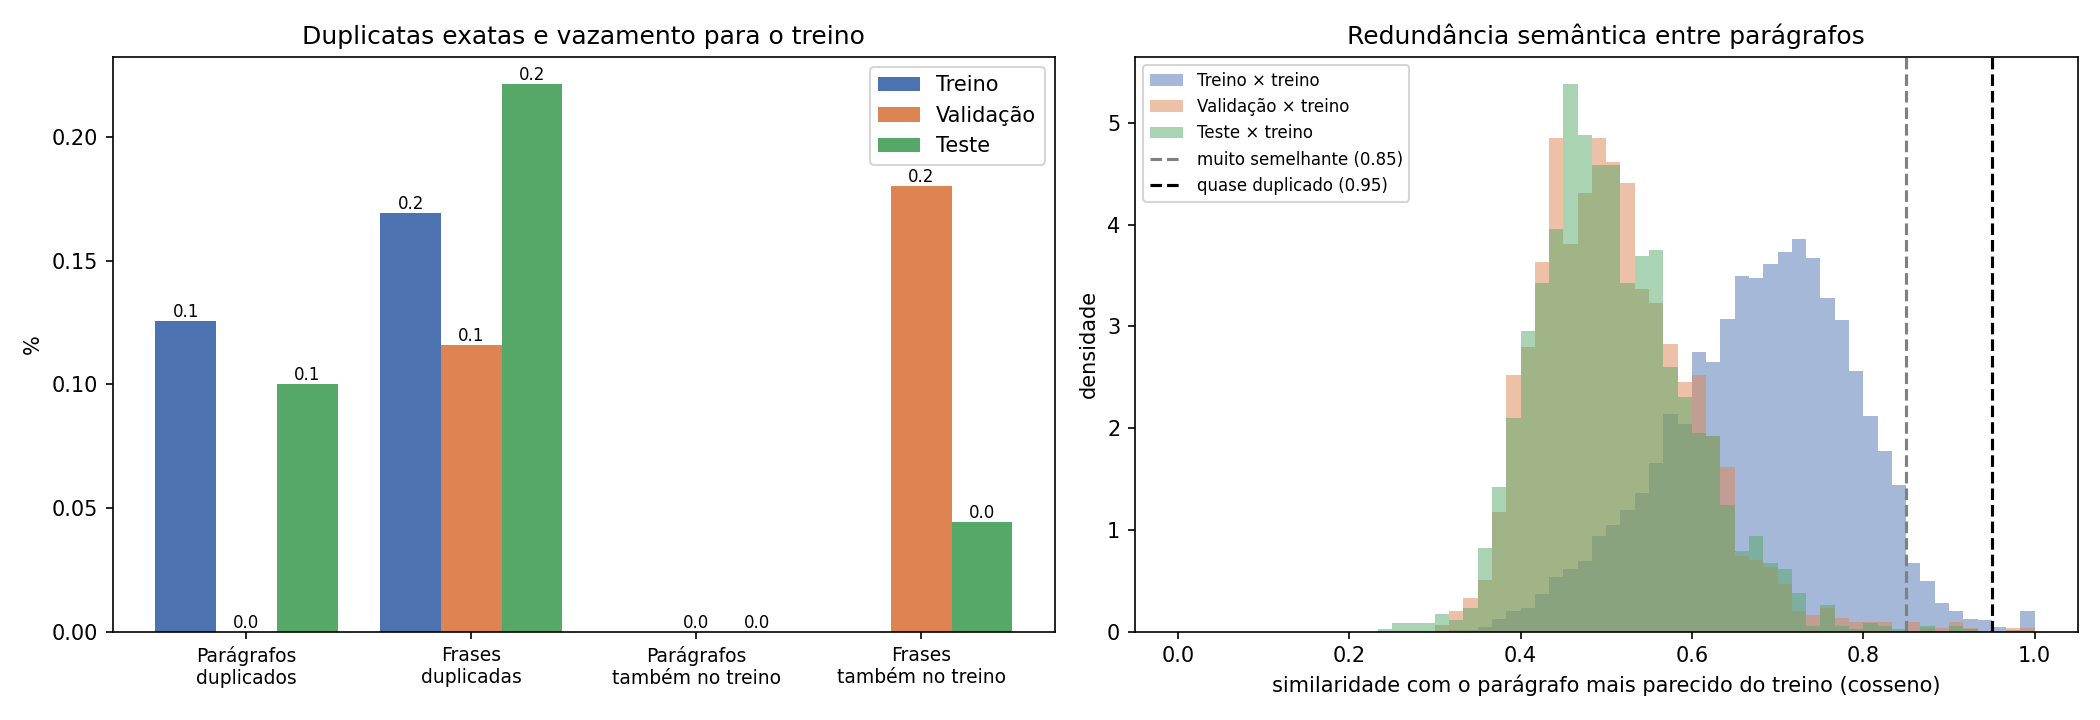 Duplicatas exatas e vazamento para o treino
%
0.00
0.05
0.10
0.15
0.20
0.1
0.0
0.1
0.2
0.1
0.2
0.0
0.0
0.2
0.0
Treino
Validação
Teste
Parágrafos
duplicados
Frases
duplicadas
Parágrafos
também no treino
Frases
também no treino
Redundância semântica entre parágrafos
Treino × treino
Validação × treino
Teste × treino
muito semelhante (0.85)
quase duplicado (0.95)
densidade
0
1
2
3
4
5
0.0
0.2
0.4
0.6
0.8
1.0
similaridade com o parágrafo mais parecido do treino (cosseno)